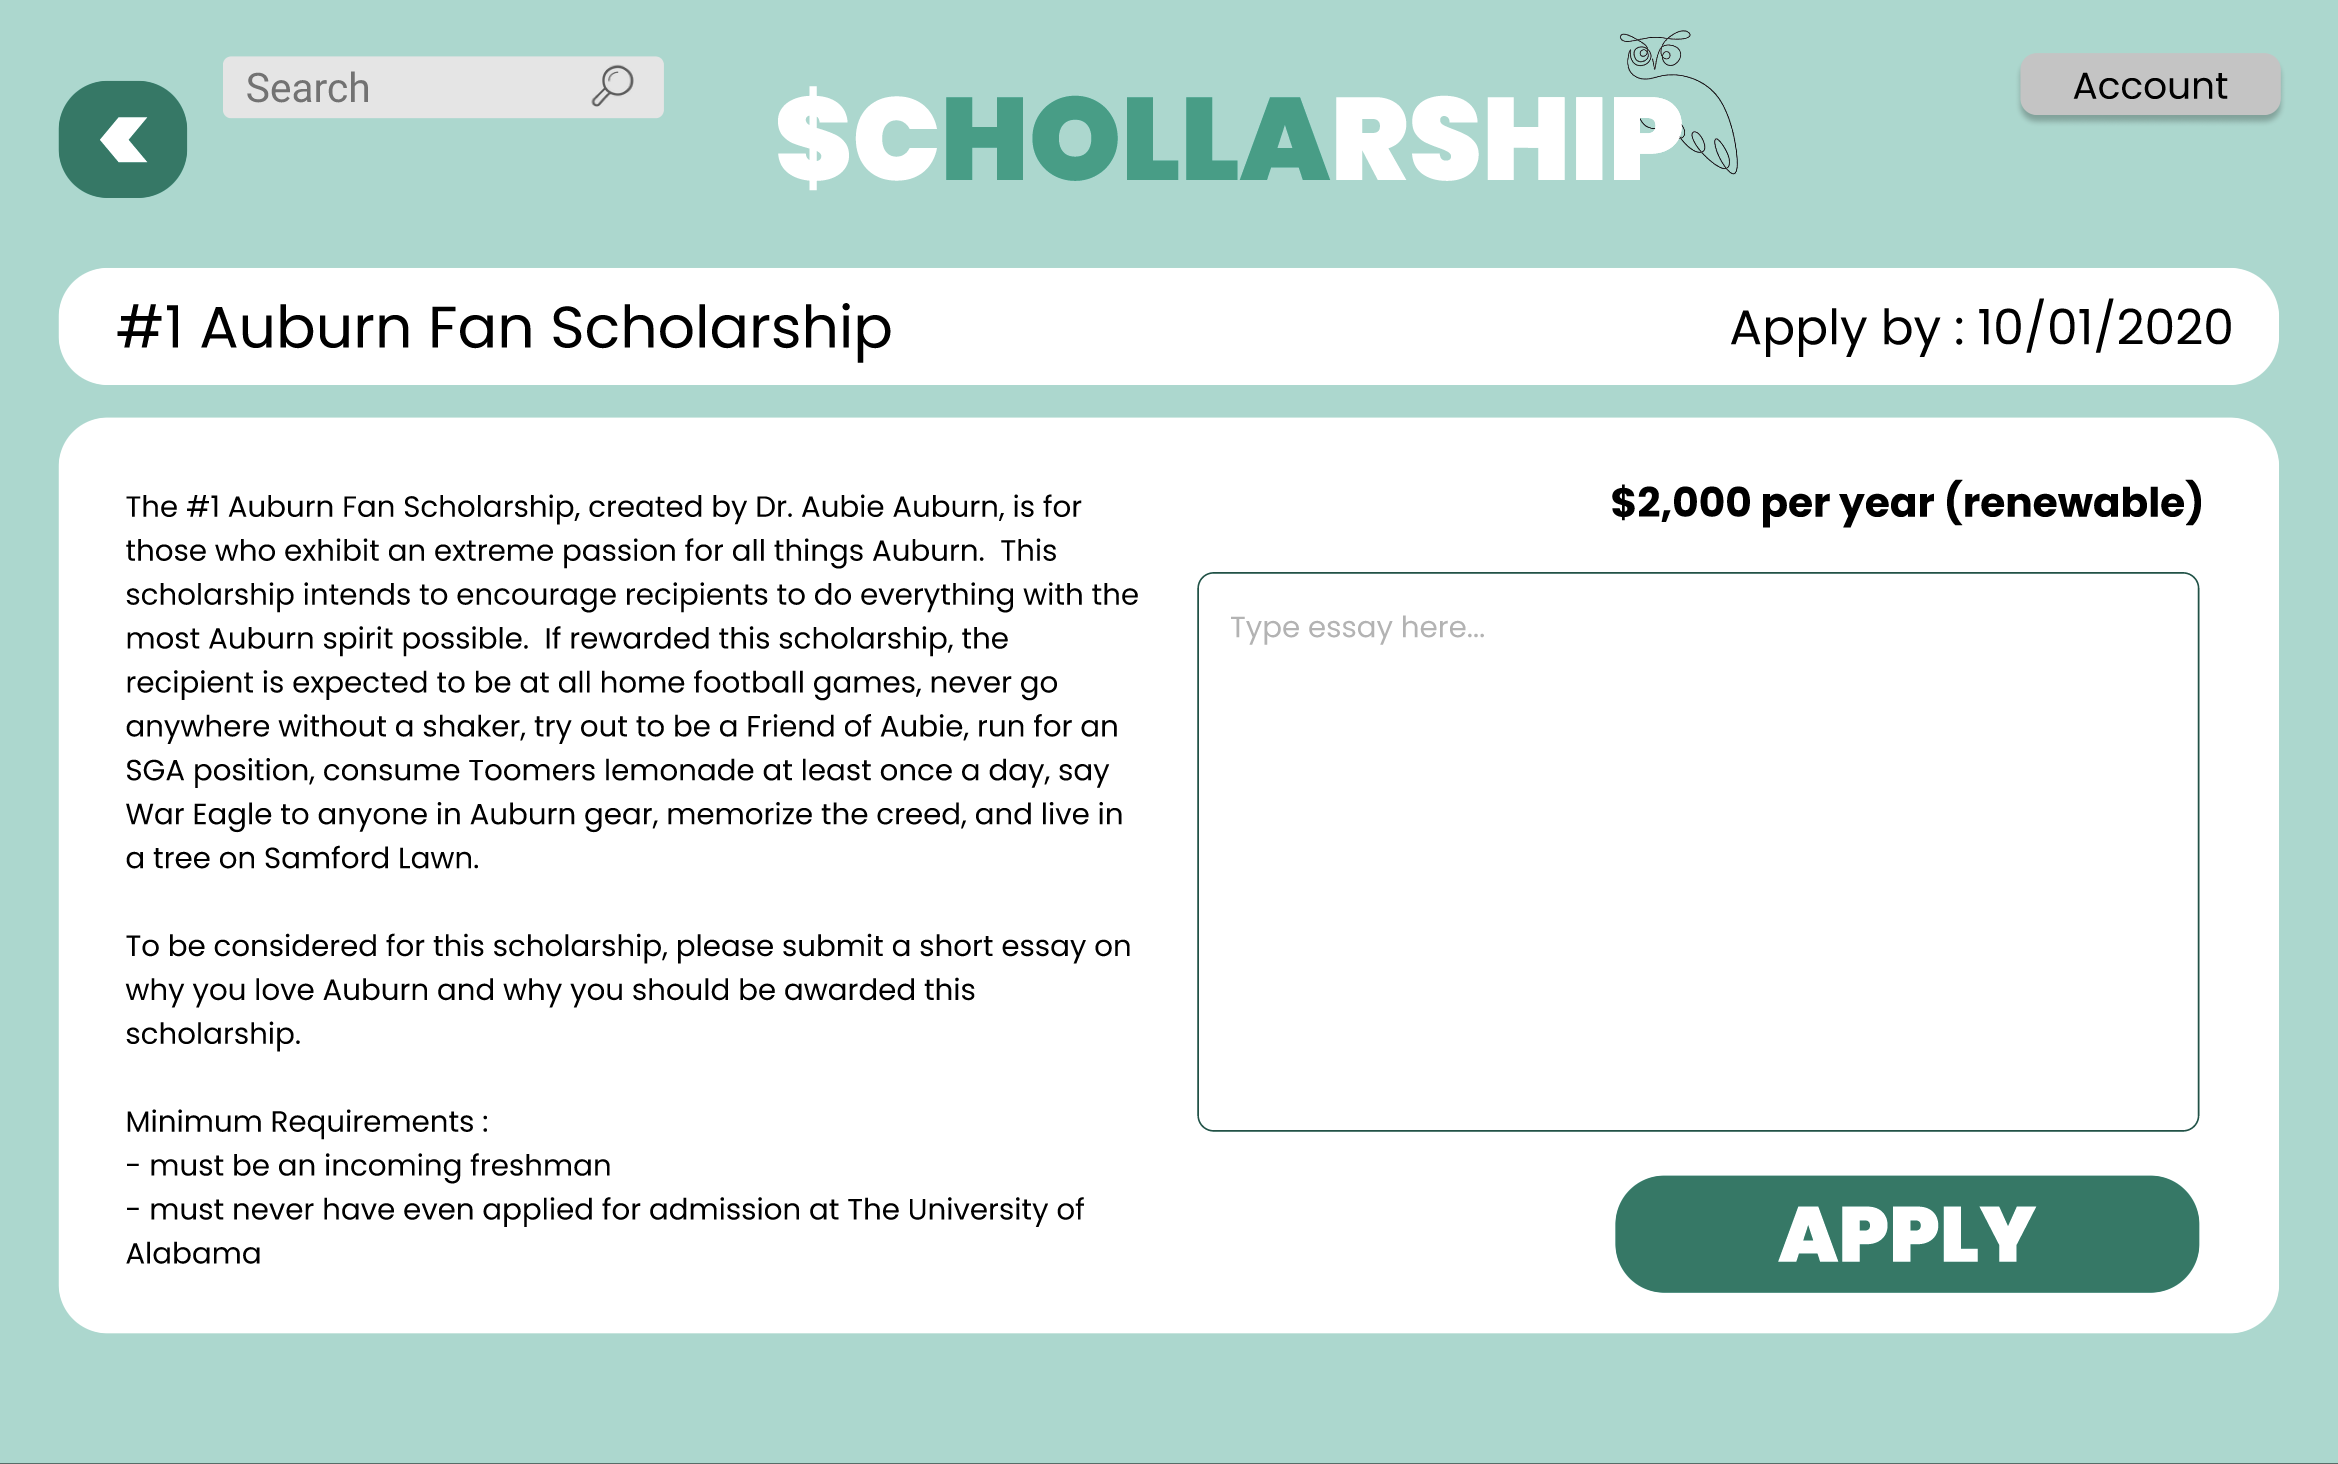 Search
$CHOLLARSHIP
Account
#1 Auburn Fan Scholarship
Apply by : 10/01/2020
The #1 Auburn Fan Scholarship, created by Dr. Aubie Auburn, is for
those who exhibit an extreme passion for all things Auburn.  This
scholarship intends to encourage recipients to do everything with the
most Auburn spirit possible.  If rewarded this scholarship, the
recipient is expected to be at all home football games, never go
anywhere without a shaker, try out to be a Friend of Aubie, run for an
SGA position, consume Toomers lemonade at least once a day, say
War Eagle to anyone in Auburn gear, memorize the creed, and live in
a tree on Samford Lawn.
To be considered for this scholarship, please submit a short essay on
why you love Auburn and why you should be awarded this
scholarship.
Minimum Requirements :
- must be an incoming freshman
- must never have even applied for admission at The University of
Alabama
$2,000 per year (renewable)
Type essay here...
APPLY